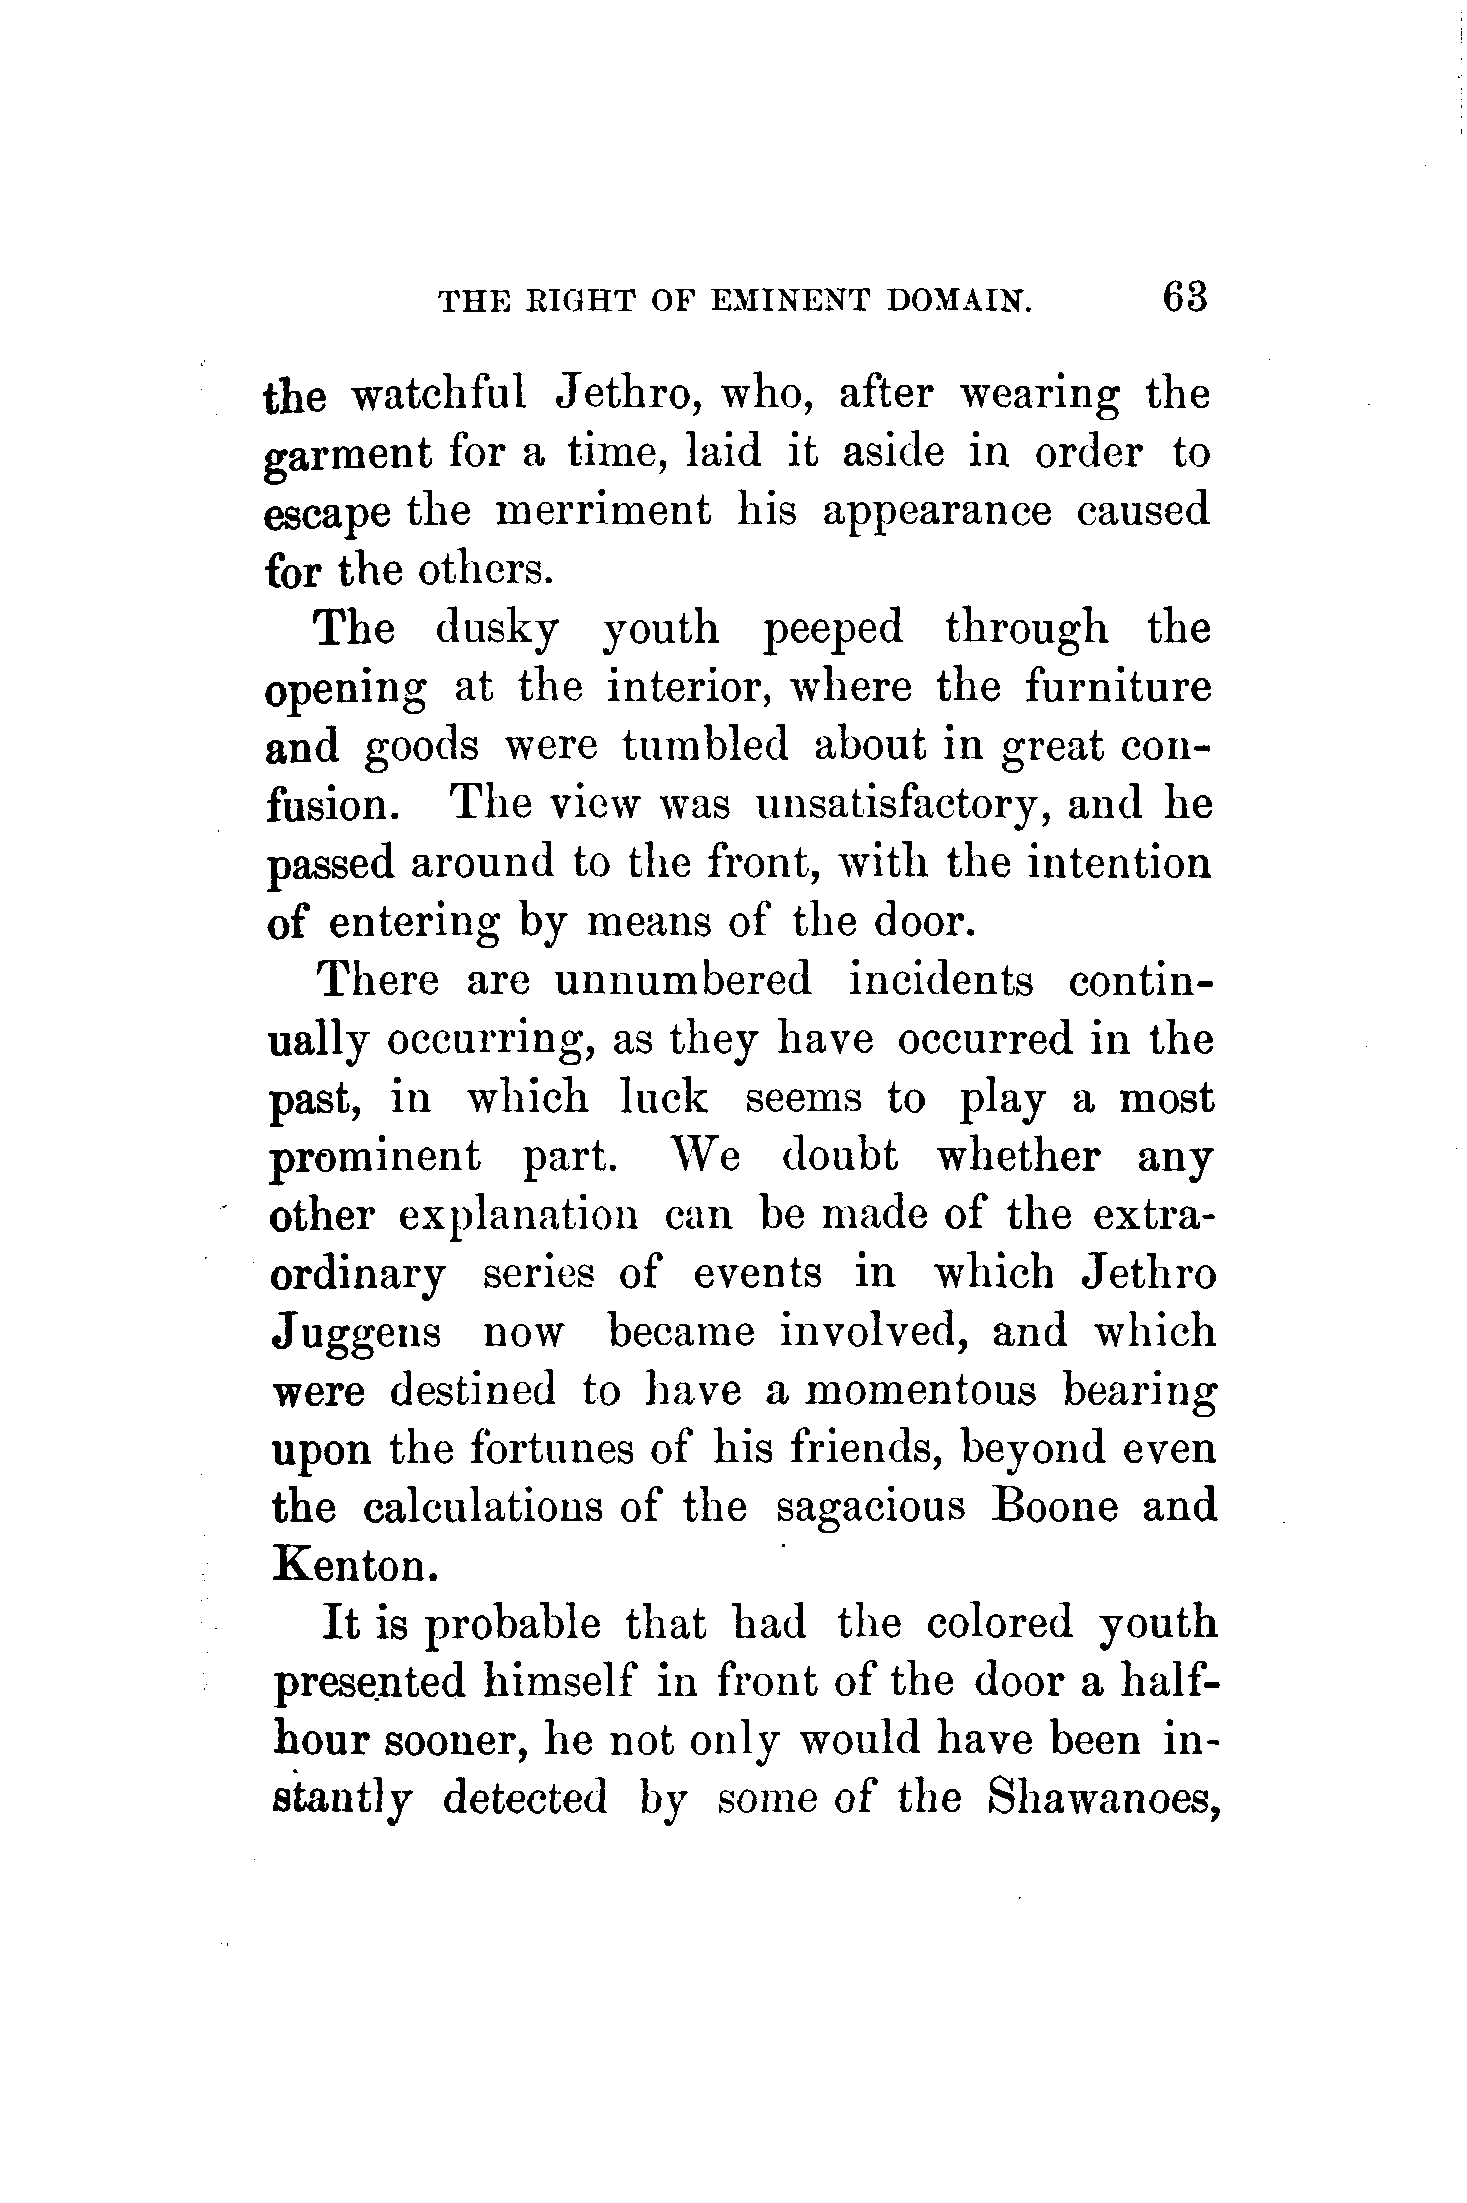 THE RIGHT OF EMINENT DOMAIN. 63
the watchful Jethro, who, after wearing the
garment for a time, laid it aside in order to
escape the merriment his appearance caused
for the others.
The dusky youth peeped through the
opening at the interior, where the furniture
and goods were tumbled about in great con-
fusion. The view was unsatisfactory, and he
passed around to the front, with the intention
of entering by means of the door.
There are unnumbered incidents contin-
ually occurring, as they have occurred in the
past, in which luck seems to play a most
prominent part. We doubt whether any
other explanation can be made of the extra-
ordinary series of events in which Jethro
Juggens now became involved, and which
were destined to have a momentous bearing
upon the fortunes of his friends, beyond even
the calculations of the sagacious Boone and
Kenton.
It is probable that had the colored youth
presented himself in front of the door a half-
hour sooner, he not only would have been in-
stantly detected by some of the Shawanoes,